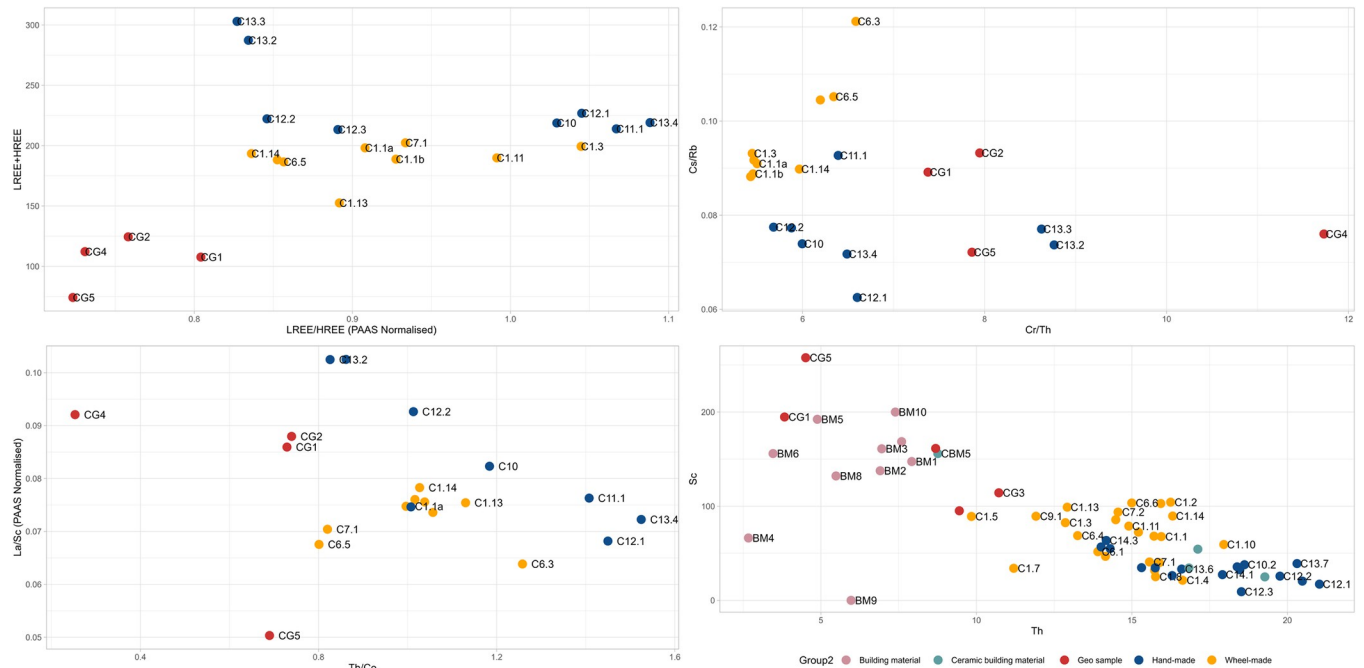 300
250
200
150
100
C13.3
C13.2
C12.2
C12.3
C1.14
C6.5
C1.1a
C7.1
C1.1b
C1.13
C1.11
C10
C12.1
C1.3
C11.1
C13.4
CG4
CG2
CG1
CG5
0.8
0.9
1.0
1.1
LREE+HREE
LREE/HREE (PAAS Normalised)
0.12
0.10
0.08
0.06
C6.3
C6.5
C1.3
C1.1a
C1.1b
C1.14
C11.1
CG2
CG1
C12.2
C10
C13.4
CG5
C13.3
C13.2
CG4
C12.1
6
8
10
12
Cs/Rb
Cr/Th
0.10
0.09
0.08
0.07
0.06
0.05
C13.2
CG4
C12.2
CG2
CG1
C10
C1.14
C1.1a
C1.13
C11.1
C7.1
C6.5
C13.4
C12.1
C6.3
CG5
0.4
0.8
1.2
1.6
La/Sc (PAAS Normalised)
Th/Co
200
100
0
CG5
CG1
BM5
BM10
BM6
BM3
CBM5
BM1
BM2
BM8
CG3
BM4
BM9
C1.5
C9.1
C1.13
C1.3
C7.2
C6.6
C1.2
C1.14
C1.11
C6.4
C14.3
C1.1
C6.1
C1.10
C1.7
C7.1
C13.6
C1.4
C14.1
C10.2
C13.7
C12.2
C12.3
C12.1
5
10
15
20
Sc
Th
Group2
Building material
Ceramic building material
Geo sample
Hand-made
Wheel-made